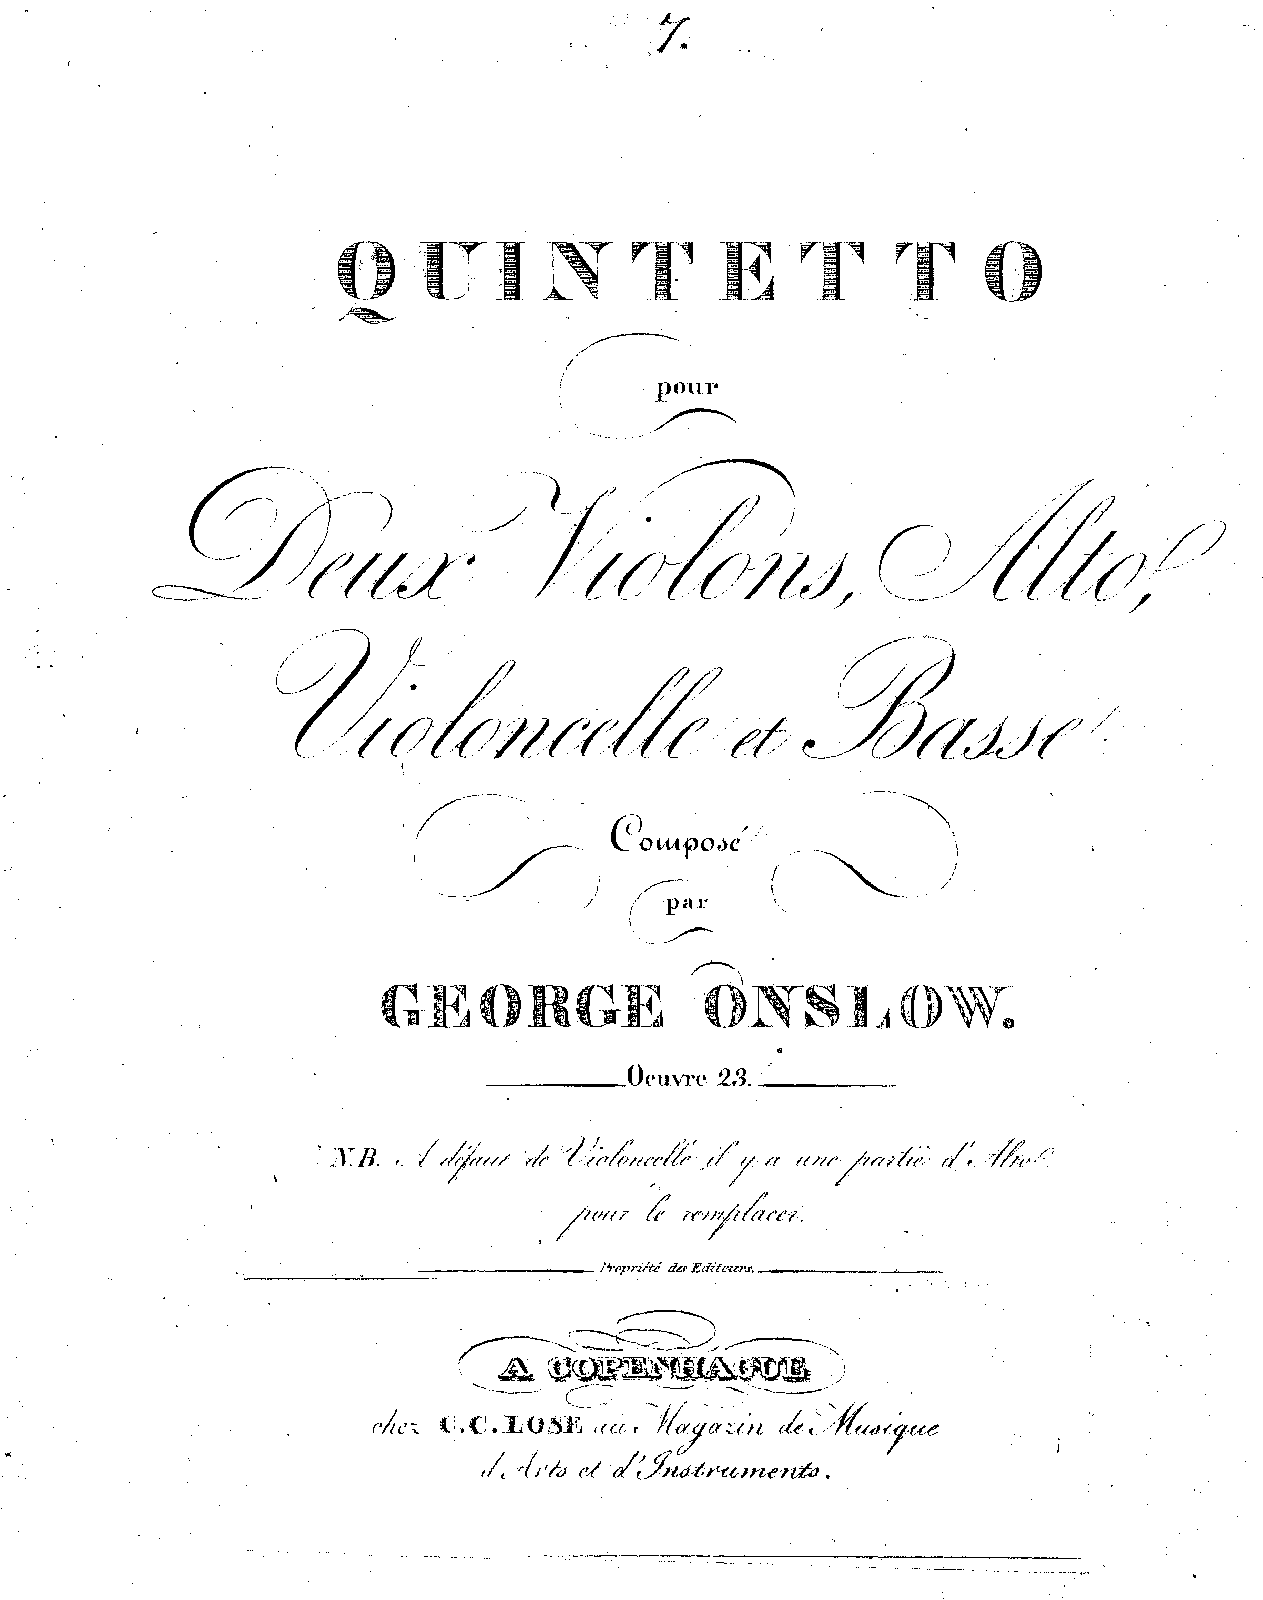 7.
QUINTETTO
pour
Deux Violons, Alto,
Violoncelle et Basse
Composé
par
GEORGE ONSLOW.
Oeuvre 23.
N.B. A défaut de Violoncelle il y a une partie d'Alto
pour le remplacer.
Propriété des Editeurs.
A COPENHAGUE
chez C.C. LOSE au Magazin de Musique
d'Arts et d'Instruments.